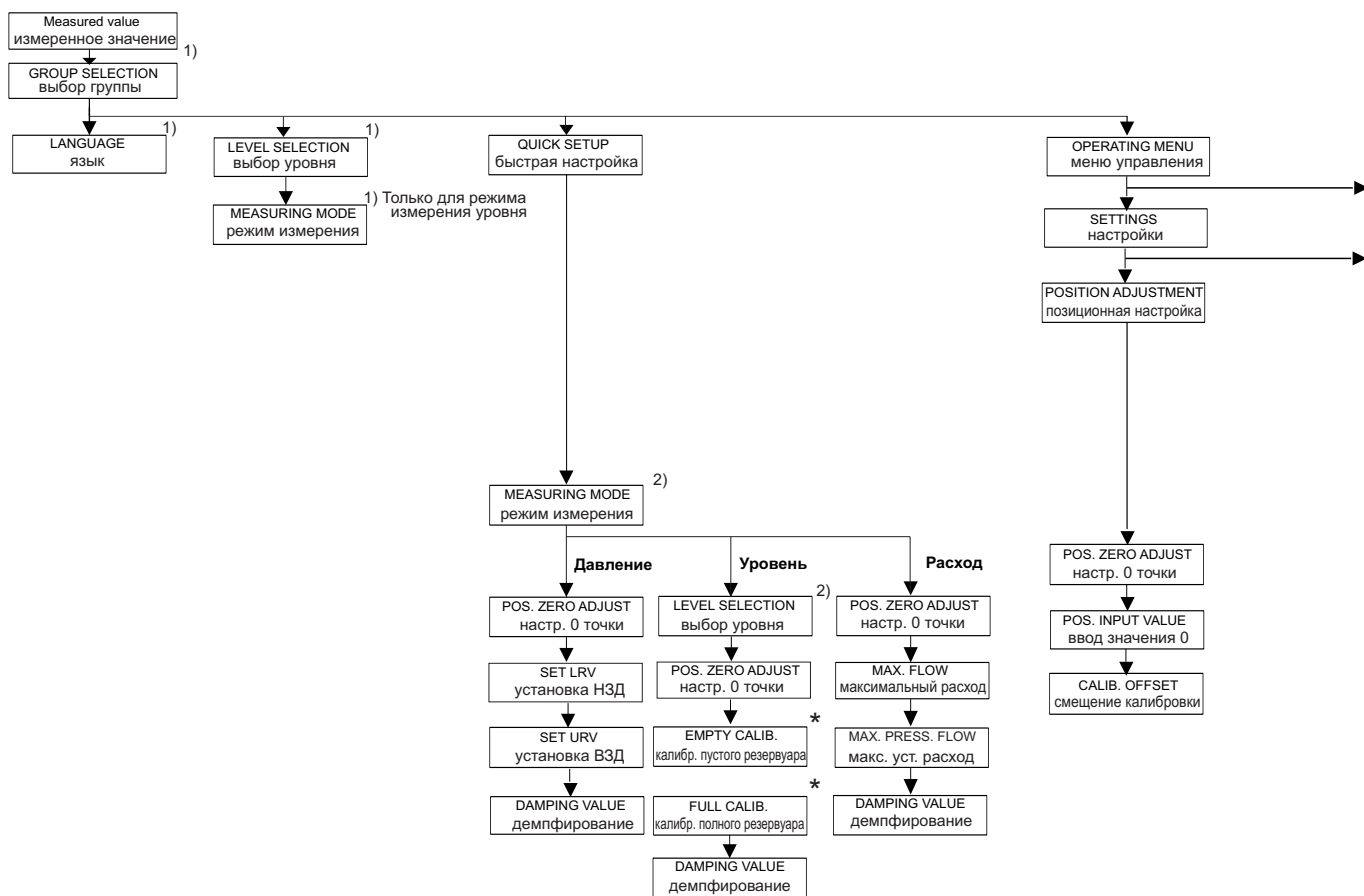 Measured value
измеренное значение
1)
GROUP SELECTION
выбор группы
1)
LANGUAGE
язык
1)
LEVEL SELECTION
выбор уровня
QUICK SETUP
быстрая настройка
OPERATING MENU
меню управления
1) Только для режима
измерения уровня
MEASURING MODE
режим измерения
SETTINGS
настройки
POSITION ADJUSTMENT
позиционная настройка
2)
MEASURING MODE
режим измерения
Давление
Уровень
Расход
POS. ZERO ADJUST
настр. 0 точки
SET LRV
установка НЗД
SET URV
установка ВЗД
DAMPING VALUE
демпфирование
2)
LEVEL SELECTION
выбор уровня
POS. ZERO ADJUST
настр. 0 точки
*
EMPTY CALIB.
калибр. пустого резервуара
*
FULL CALIB.
калибр. полного резервуара
DAMPING VALUE
демпфирование
POS. ZERO ADJUST
настр. 0 точки
MAX. FLOW
максимальный расход
MAX. PRESS. FLOW
макс. уст. расход
DAMPING VALUE
демпфирование
POS. ZERO ADJUST
настр. 0 точки
POS. INPUT VALUE
ввод значения 0
CALIB. OFFSET
смещение калибровки